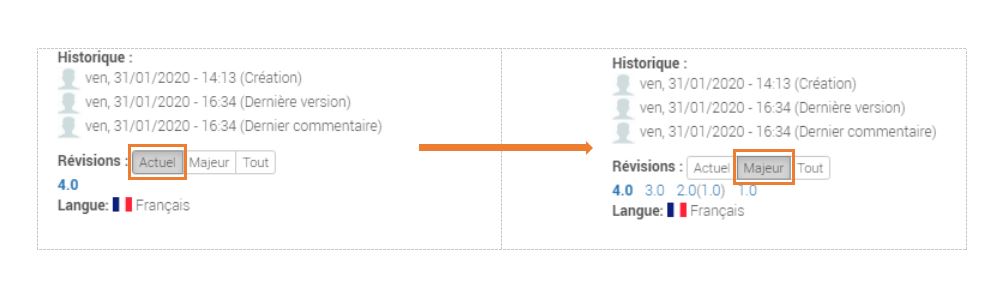 Historique :
ven, 31/01/2020 - 14:13 (Création)
ven, 31/01/2020 - 16:34 (Dernière version)
ven, 31/01/2020 - 16:34 (Dernier commentaire)
Révisions : Actuel Majeur Tout
4.0
Langue: Français
Historique :
ven, 31/01/2020 - 14:13 (Création)
ven, 31/01/2020 - 16:34 (Dernière version)
ven, 31/01/2020 - 16:34 (Dernier commentaire)
Révisions : Actuel Majeur Tout
4.0 3.0 2.0(1.0) 1.0
Langue: Français